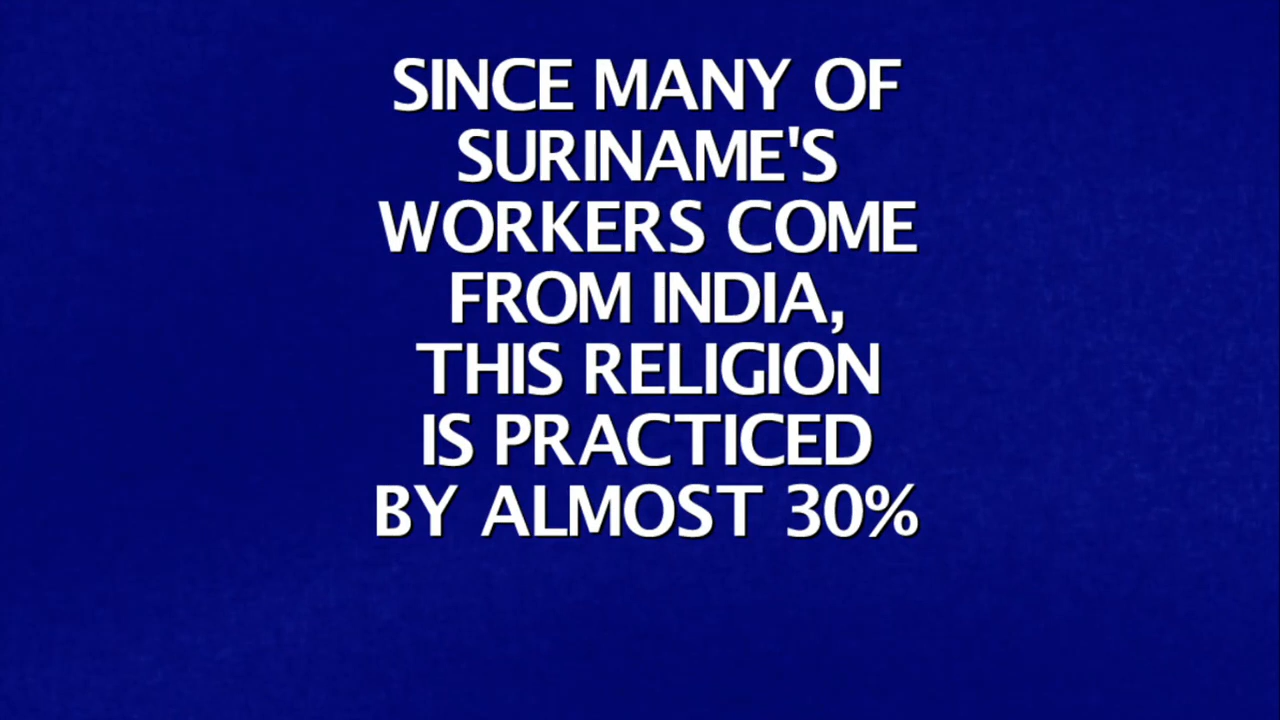 SINCE MANY OF
SURINAME'S
WORKERS COME
FROM INDIA,
THIS RELIGION
IS PRACTICED
BY ALMOST 30%